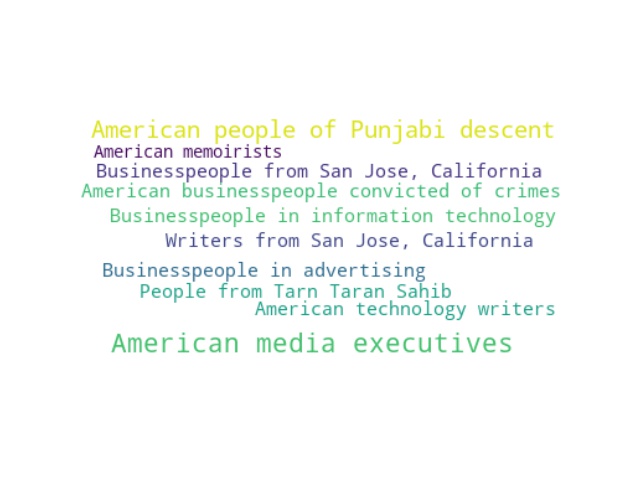 American people of Punjabi descent
American memoirists
Businesspeople from San Jose, California
American businesspeople convicted of crimes
Businesspeople in information technology
Writers from San Jose, California
Businesspeople in advertising
People from Tarn Taran Sahib
American technology writers
American media executives